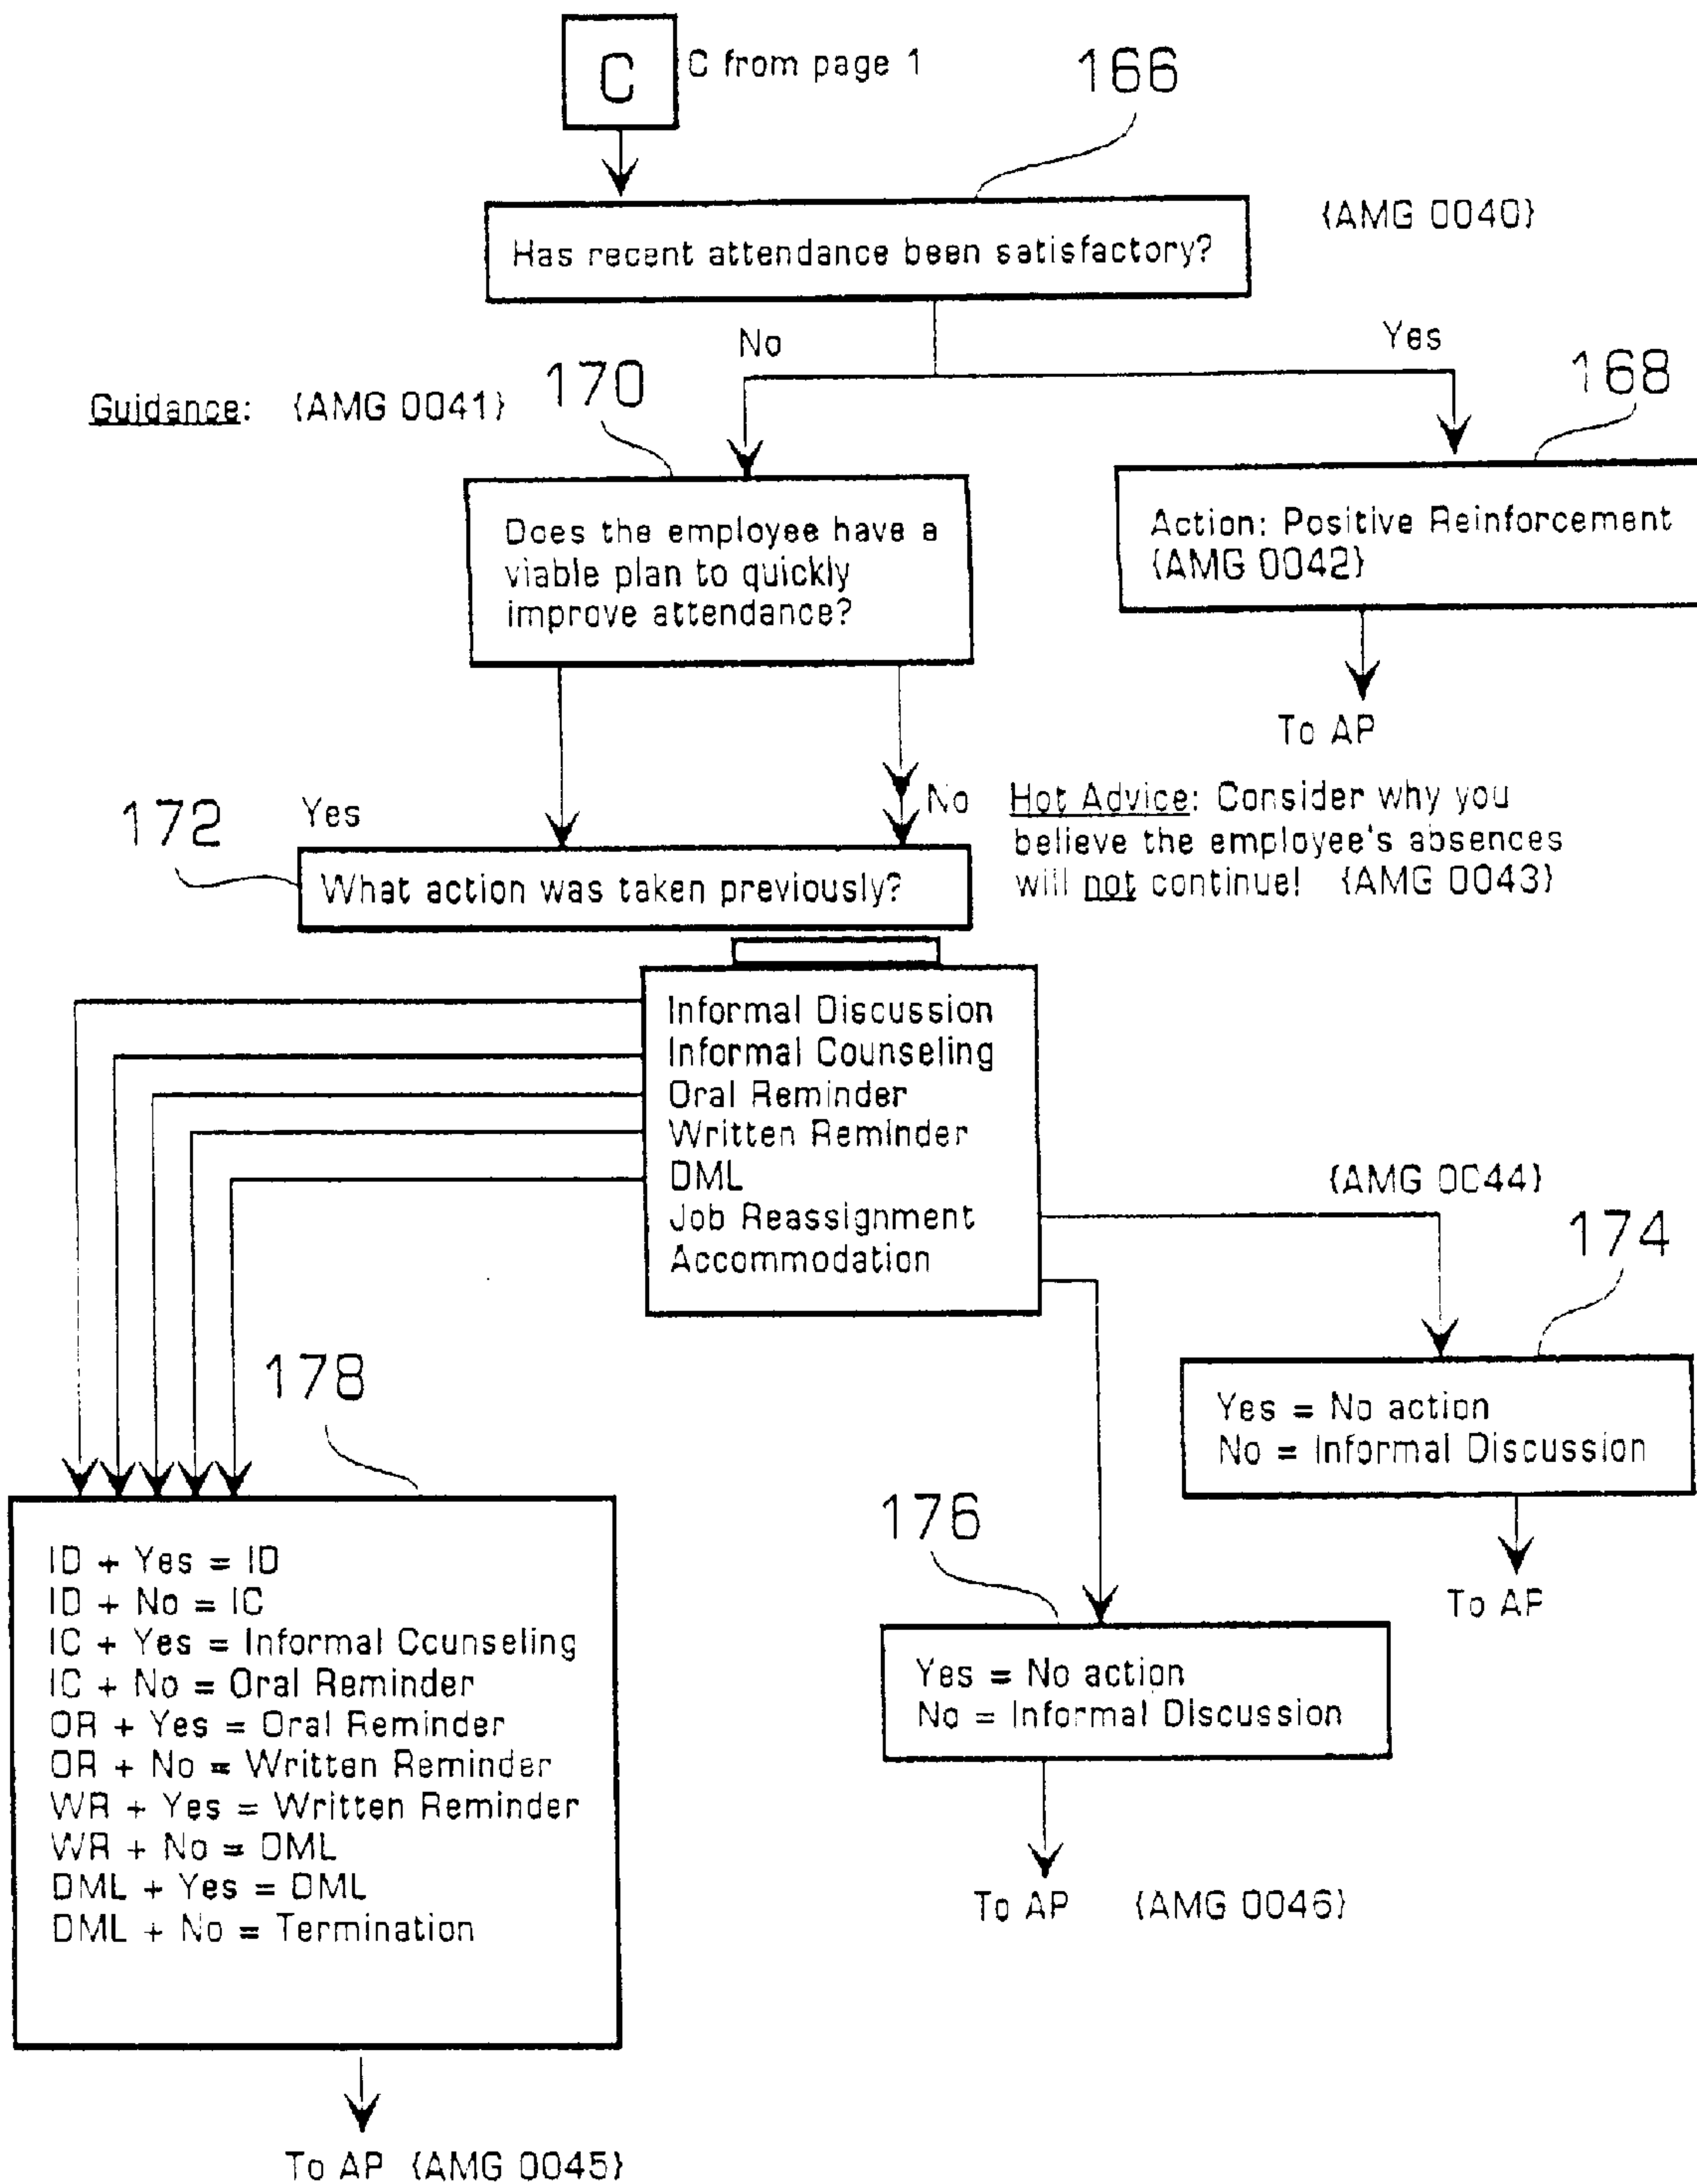 C
C from page 1
166
{AMG 0040}
Has recent attendance been satisfactory?
No
Yes
168
170
Guidance: {AMG 0041}
Does the employee have a
viable plan to quickly
improve attendance?
Action: Positive Reinforcement
{AMG 0042}
To AP
172
Yes
No
Hot Advice: Consider why you
believe the employee's absences
will not continue! {AMG 0043}
What action was taken previously?
Informal Discussion
Informal Counseling
Oral Reminder
Written Reminder
DML
Job Reassignment
Accommodation
{AMG 0044}
174
Yes = No action
No = Informal Discussion
To AP
178
ID + Yes = ID
ID + No = IC
IC + Yes = Informal Counseling
IC + No = Oral Reminder
OR + Yes = Oral Reminder
OR + No = Written Reminder
WR + Yes = Written Reminder
WR + No = DML
DML + Yes = DML
DML + No = Termination
To AP {AMG 0045}
176
Yes = No action
No = Informal Discussion
To AP {AMG 0046}